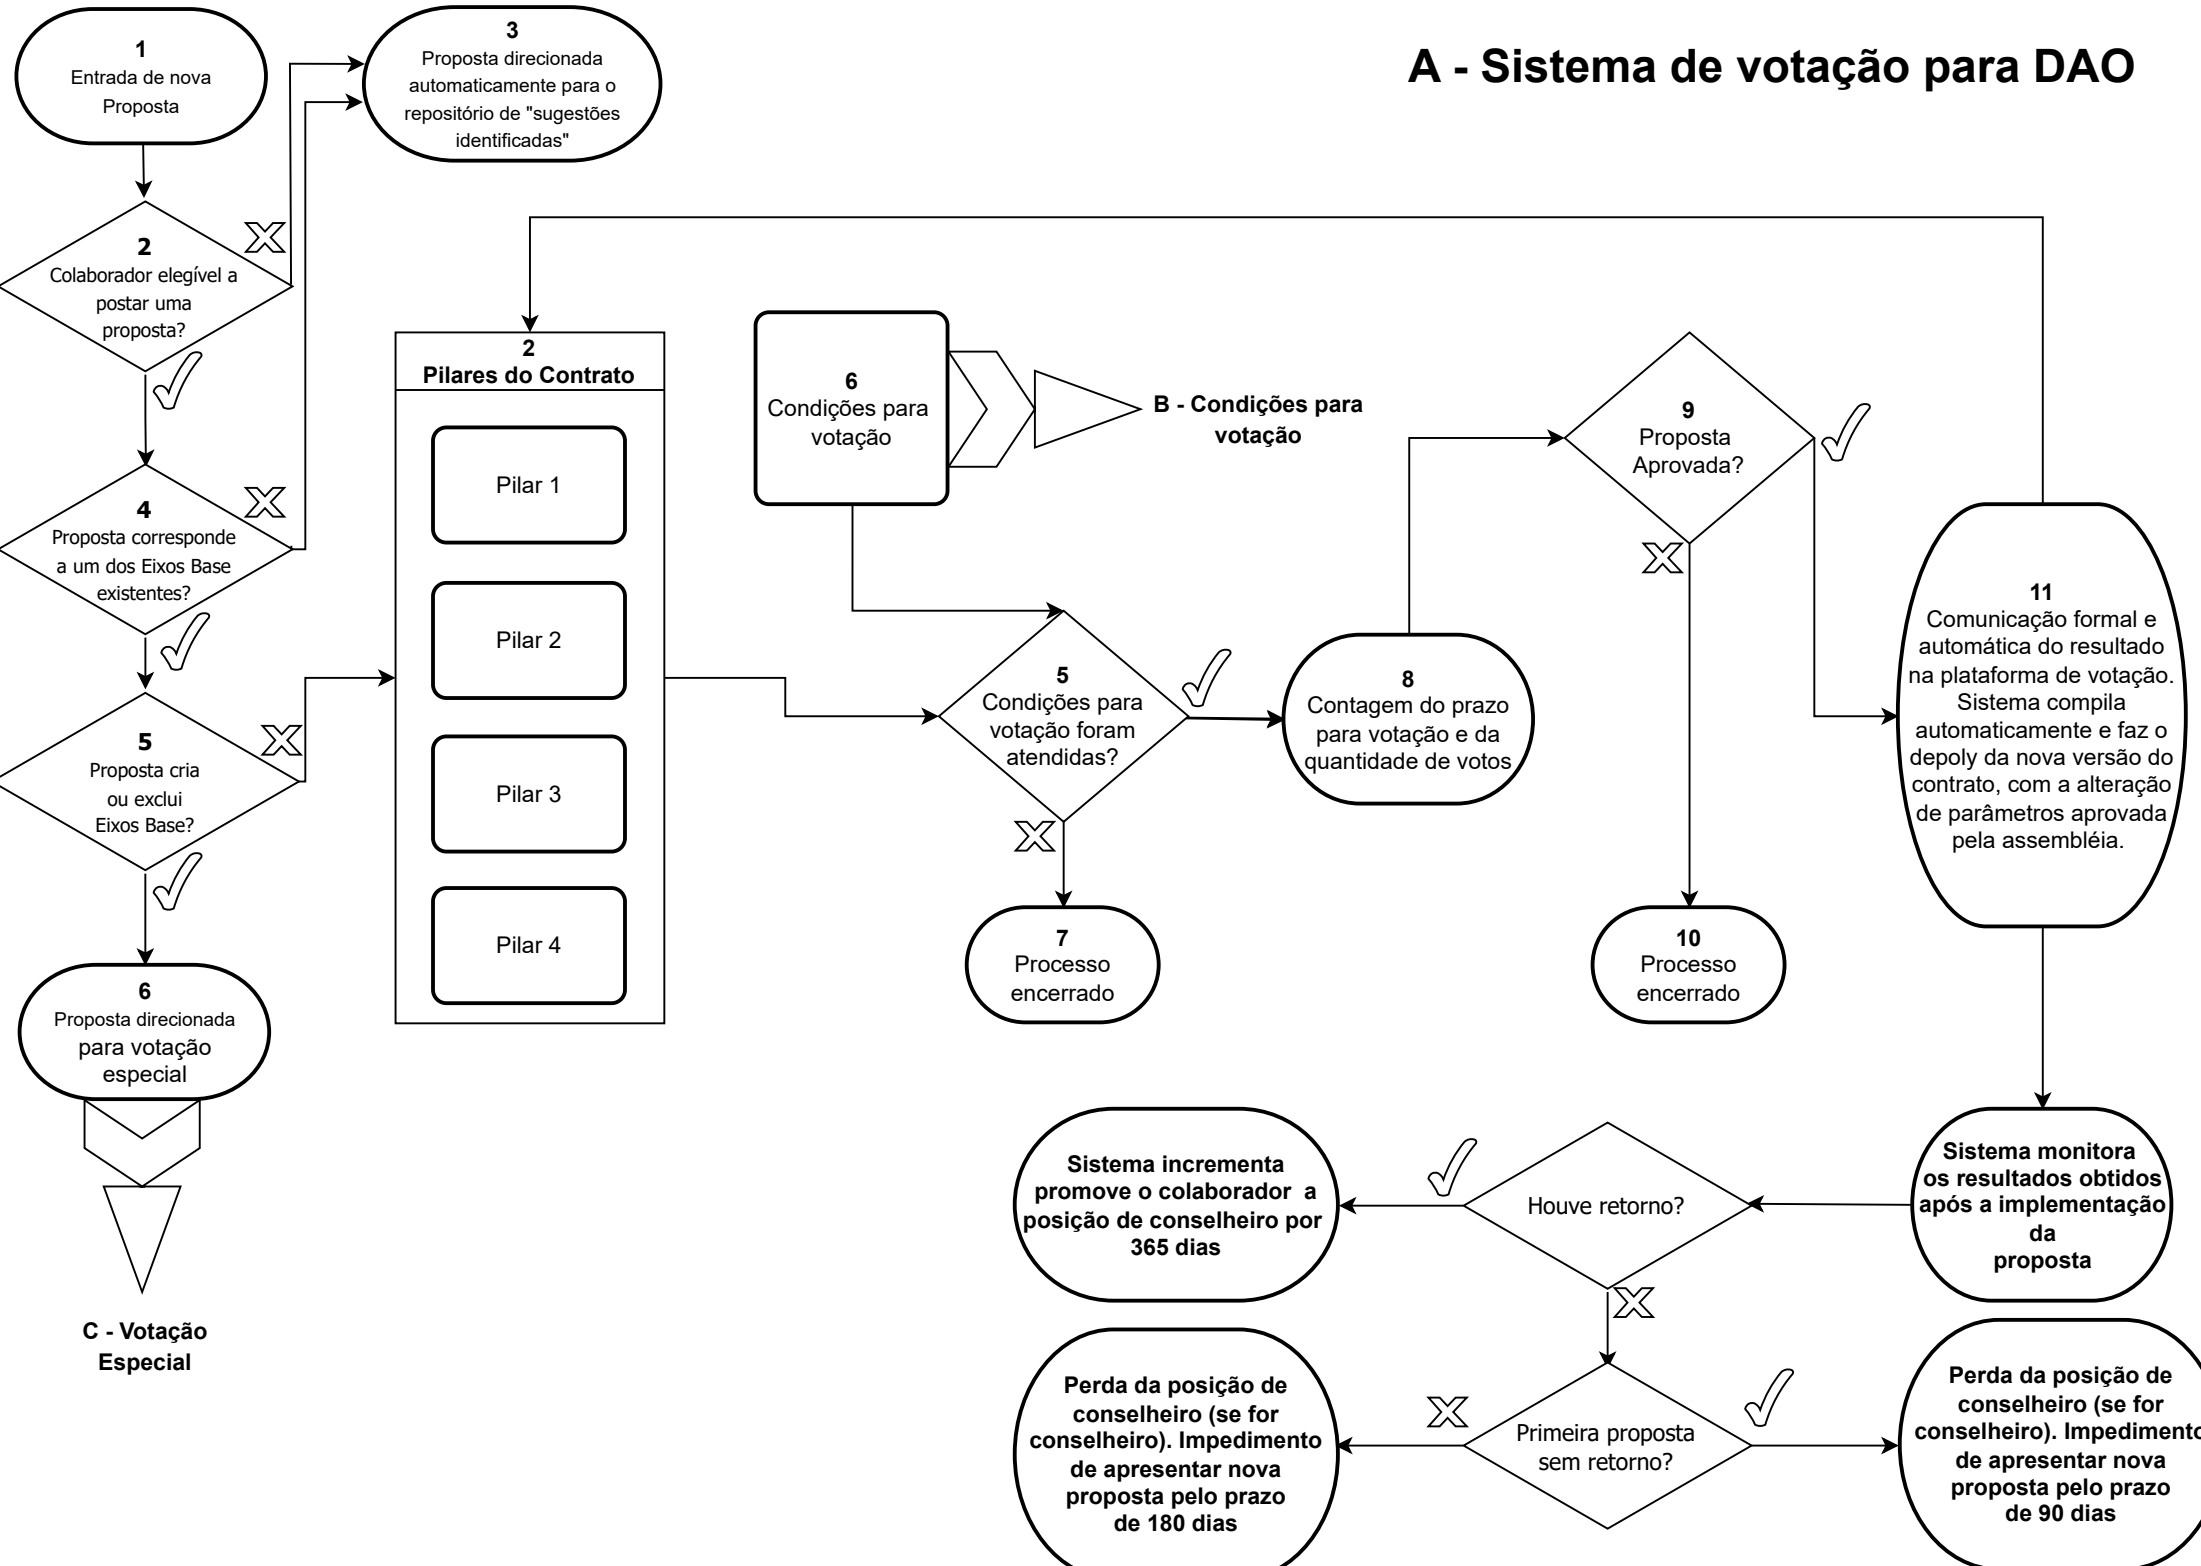 A - Sistema de votação para DAO
1
Entrada de nova
Proposta
3
Proposta direcionada
automaticamente para o
repositório de "sugestões
identificadas"
2
Colaborador elegível a
postar uma
proposta?
4
Proposta corresponde
a um dos Eixos Base
existentes?
5
Proposta cria
ou exclui
Eixos Base?
6
Proposta direcionada
para votação
especial
C - Votação
Especial
2
Pilares do Contrato
Pilar 1
Pilar 2
Pilar 3
Pilar 4
6
Condições para
votação
B - Condições para
votação
5
Condições para
votação foram
atendidas?
7
Processo
encerrado
8
Contagem do prazo
para votação e da
quantidade de votos
9
Proposta
Aprovada?
10
Processo
encerrado
11
Comunicação formal e
automática do resultado
na plataforma de votação.
Sistema compila
automaticamente e faz o
depoly da nova versão do
contrato, com a alteração
de parâmetros aprovada
pela assembléia.
Sistema monitora
os resultados obtidos
após a implementação
da
proposta
Houve retorno?
Sistema incrementa
promove o colaborador a
posição de conselheiro por
365 dias
Primeira proposta
sem retorno?
Perda da posição de
conselheiro (se for
conselheiro). Impedimento
de apresentar nova
proposta pelo prazo
de 180 dias
Perda da posição de
conselheiro (se for
conselheiro). Impedimento
de apresentar nova
proposta pelo prazo
de 90 dias